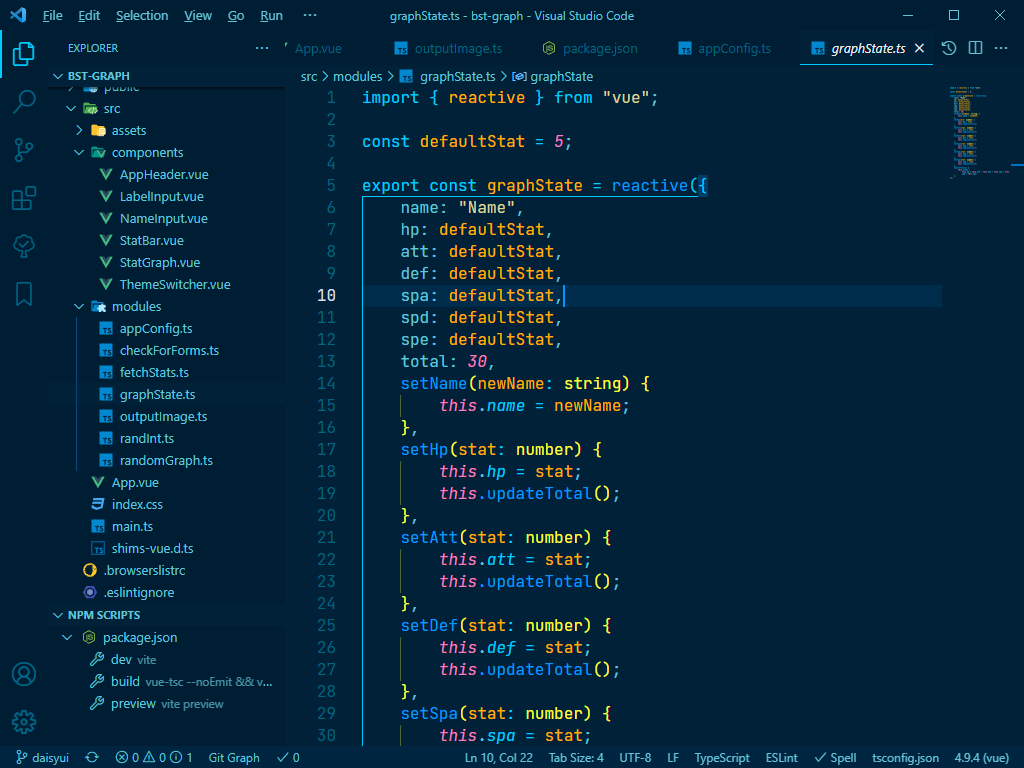 File Edit Selection View Go Run ··· graphState.ts - bst-graph - Visual Studio Code
EXPLORER ···
App.vue outputImage.ts package.json appConfig.ts graphState.ts
BST-GRAPH
public
src
assets
components
AppHeader.vue
LabelInput.vue
NameInput.vue
StatBar.vue
StatGraph.vue
ThemeSwitcher.vue
modules
appConfig.ts
checkForForms.ts
fetchStats.ts
graphState.ts
outputImage.ts
randInt.ts
randomGraph.ts
App.vue
index.css
main.ts
shims-vue.d.ts
.browserslistrc
.eslintignore
NPM SCRIPTS
package.json
dev vite
build vue-tsc --noEmit && v...
preview vite preview
src > modules > TS graphState.ts > graphState
1 import { reactive } from "vue";
2
3 const defaultStat = 5;
4
5 export const graphState = reactive({
6 name: "Name",
7 hp: defaultStat,
8 att: defaultStat,
9 def: defaultStat,
10 spa: defaultStat,
11 spd: defaultStat,
12 spe: defaultStat,
13 total: 30,
14 setName(newName: string) {
15 this.name = newName;
16 },
17 setHp(stat: number) {
18 this.hp = stat;
19 this.updateTotal();
20 },
21 setAtt(stat: number) {
22 this.att = stat;
23 this.updateTotal();
24 },
25 setDef(stat: number) {
26 this.def = stat;
27 this.updateTotal();
28 },
29 setSpa(stat: number) {
30 this.spa = stat;
daisyui 0 0 1 Git Graph 0 Ln 10, Col 22 Tab Size: 4 UTF-8 LF TypeScript ESLint Spell tsconfig.json 4.9.4 (vue)